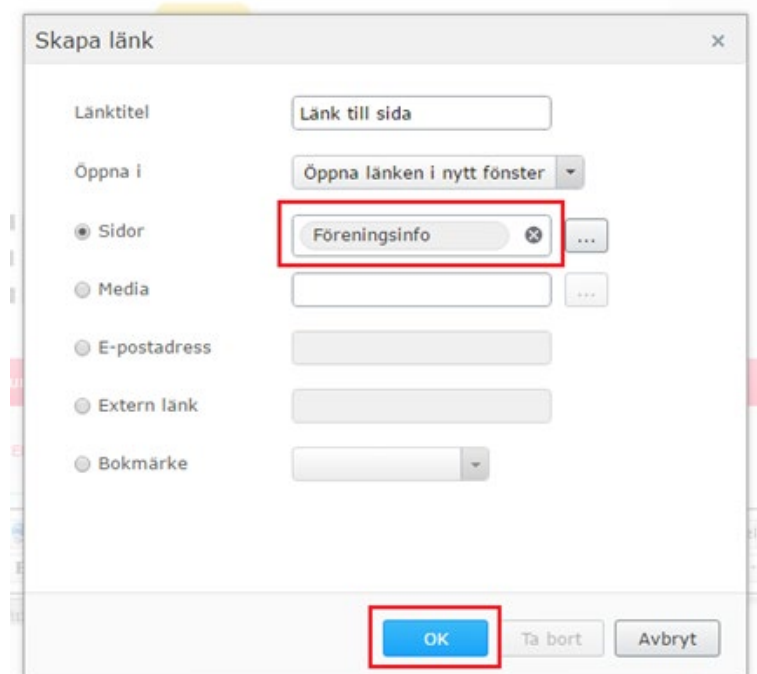 Skapa länk
Länktitel Länk till sida
Öppna i Öppna länken i nytt fönster
Sidor Föreningsinfo ...
Media ...
E-postadress
Extern länk
Bokmärke
OK Ta bort Avbryt